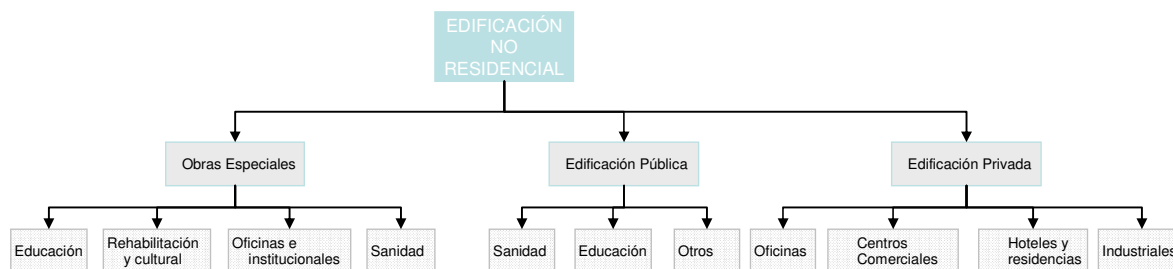 EDIFICACIÓN
NO
RESIDENCIAL
Obras Especiales
Edificación Pública
Edificación Privada
Educación
Rehabilitación
y cultural
Oficinas e
institucionales
Sanidad
Sanidad
Educación
Otros
Oficinas
Centros
Comerciales
Hoteles y
residencias
Industriales